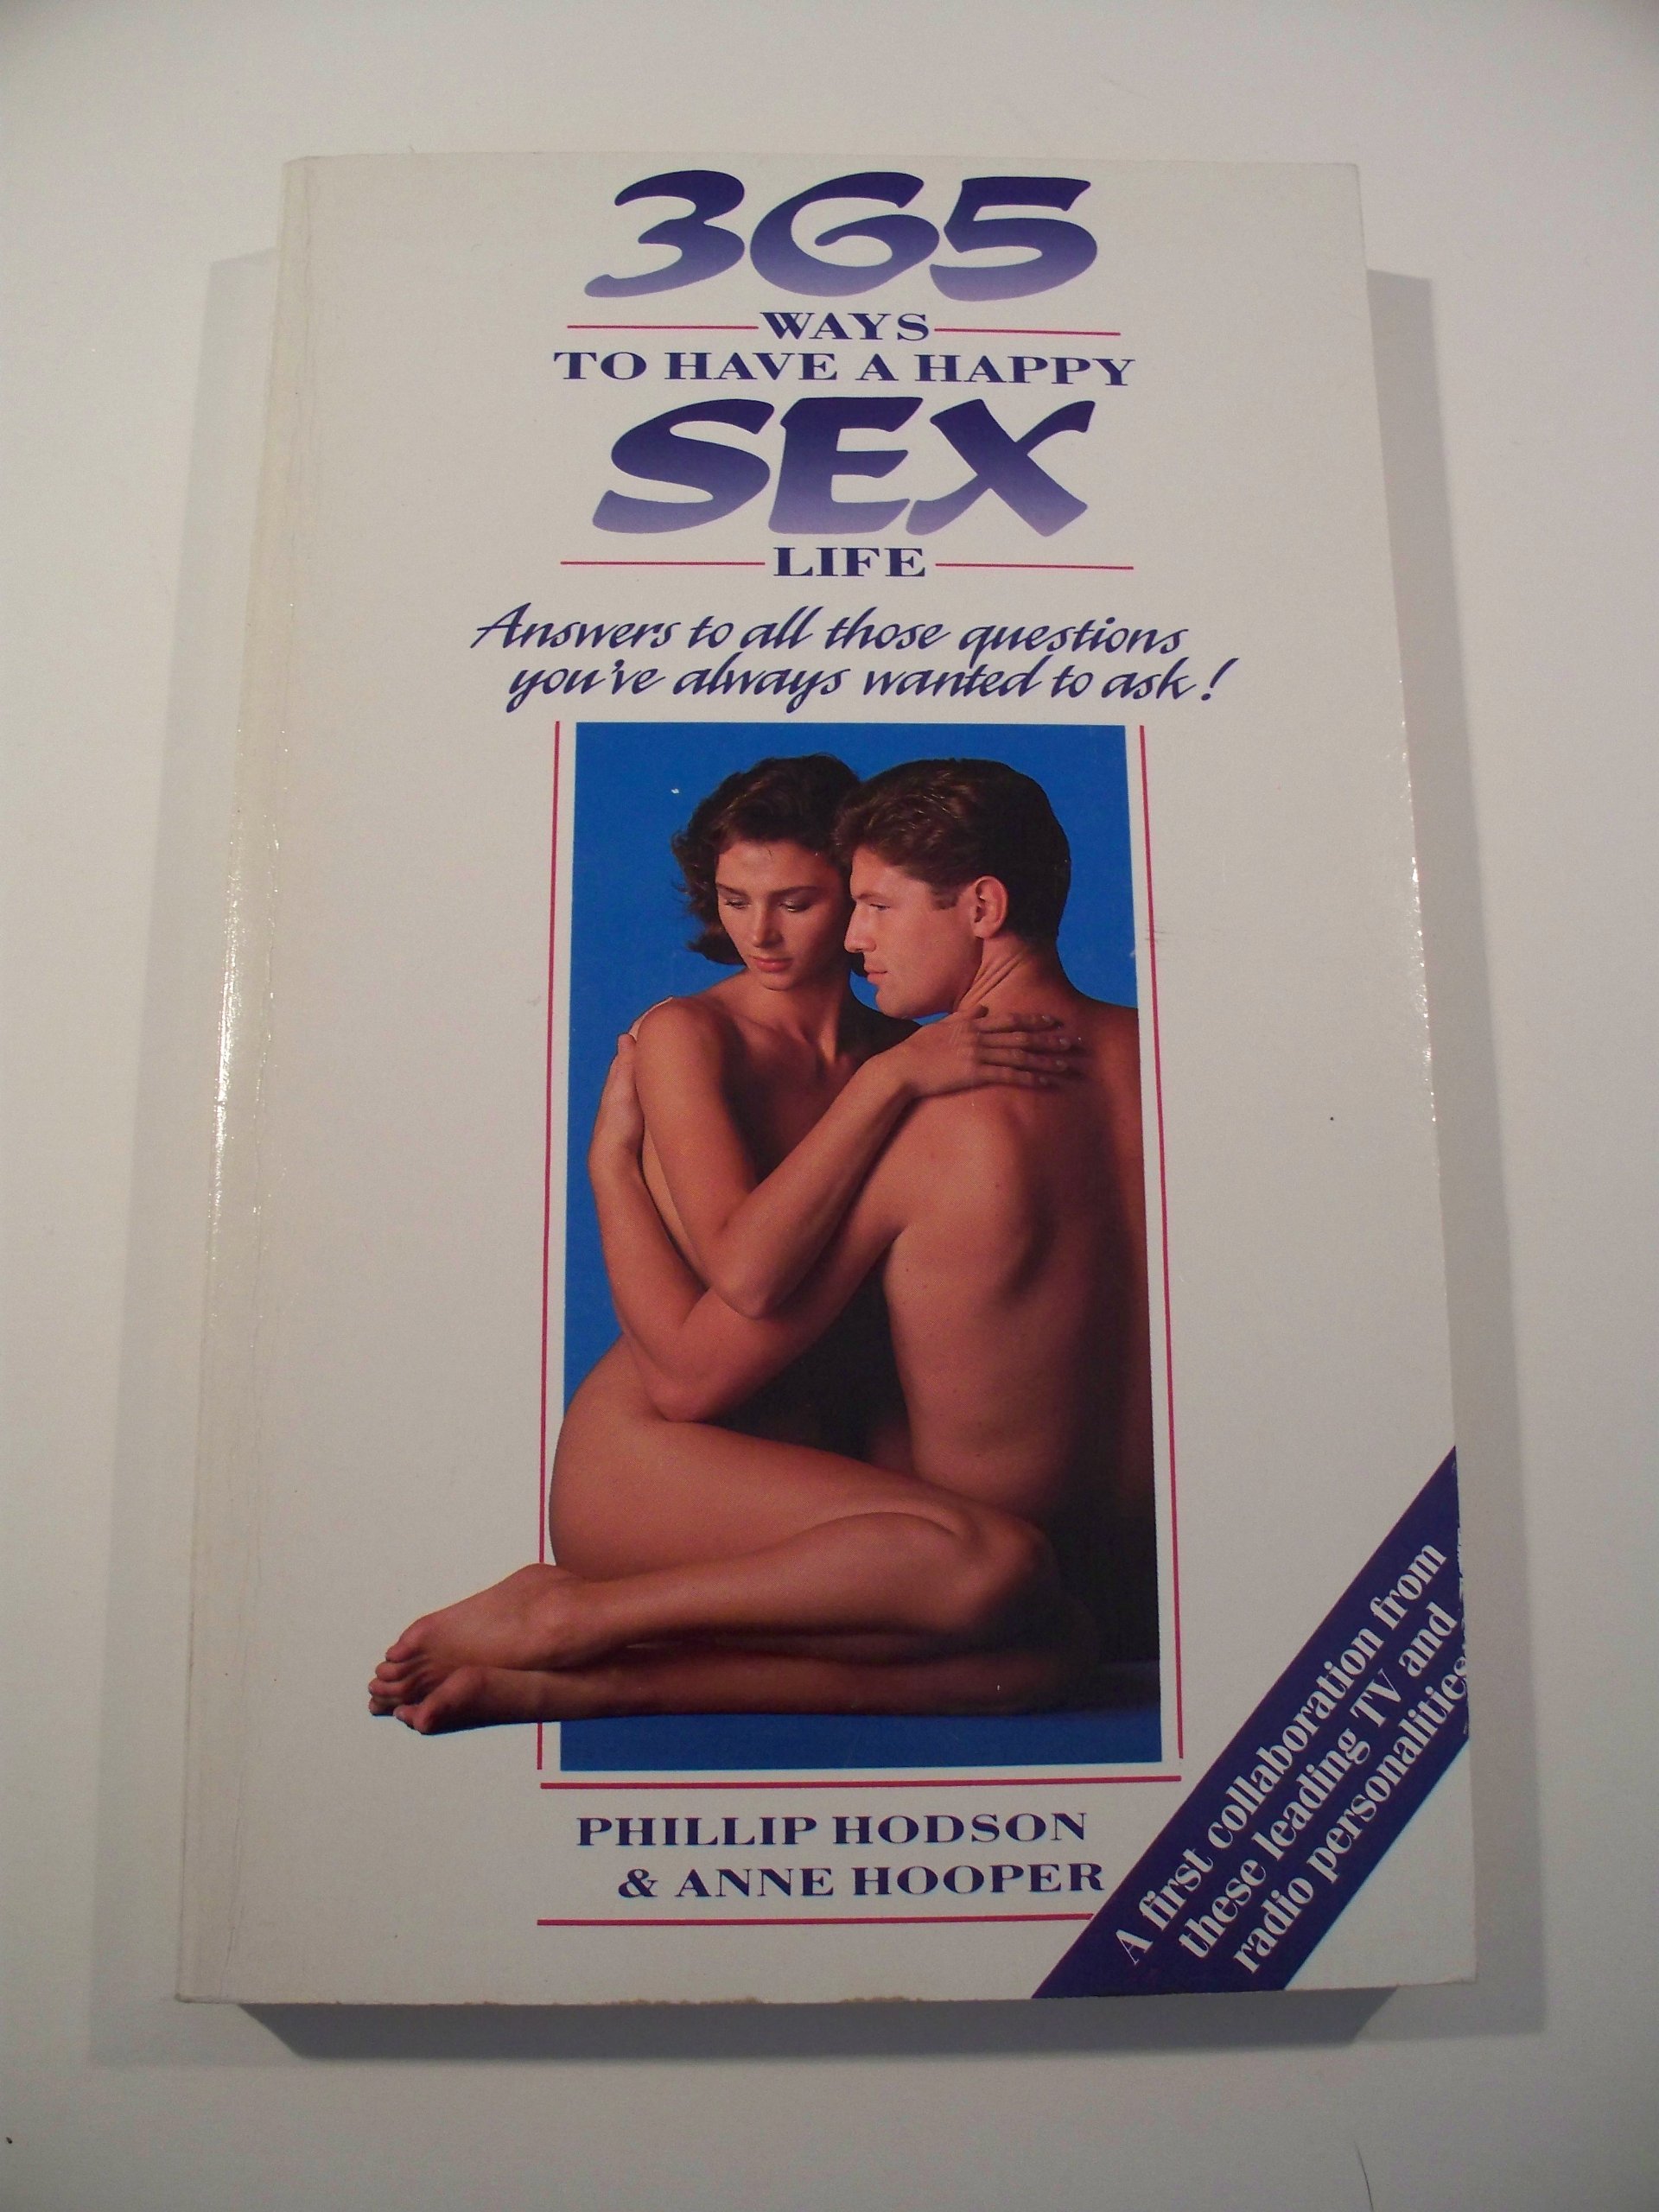 365
WAYS
TO HAVE A HAPPY
SEX
LIFE
Answers to all those questions
you've always wanted to ask!
PHILLIP HODSON
& ANNE HOOPER
A first collaboration from
these leading TV and
radio personalities